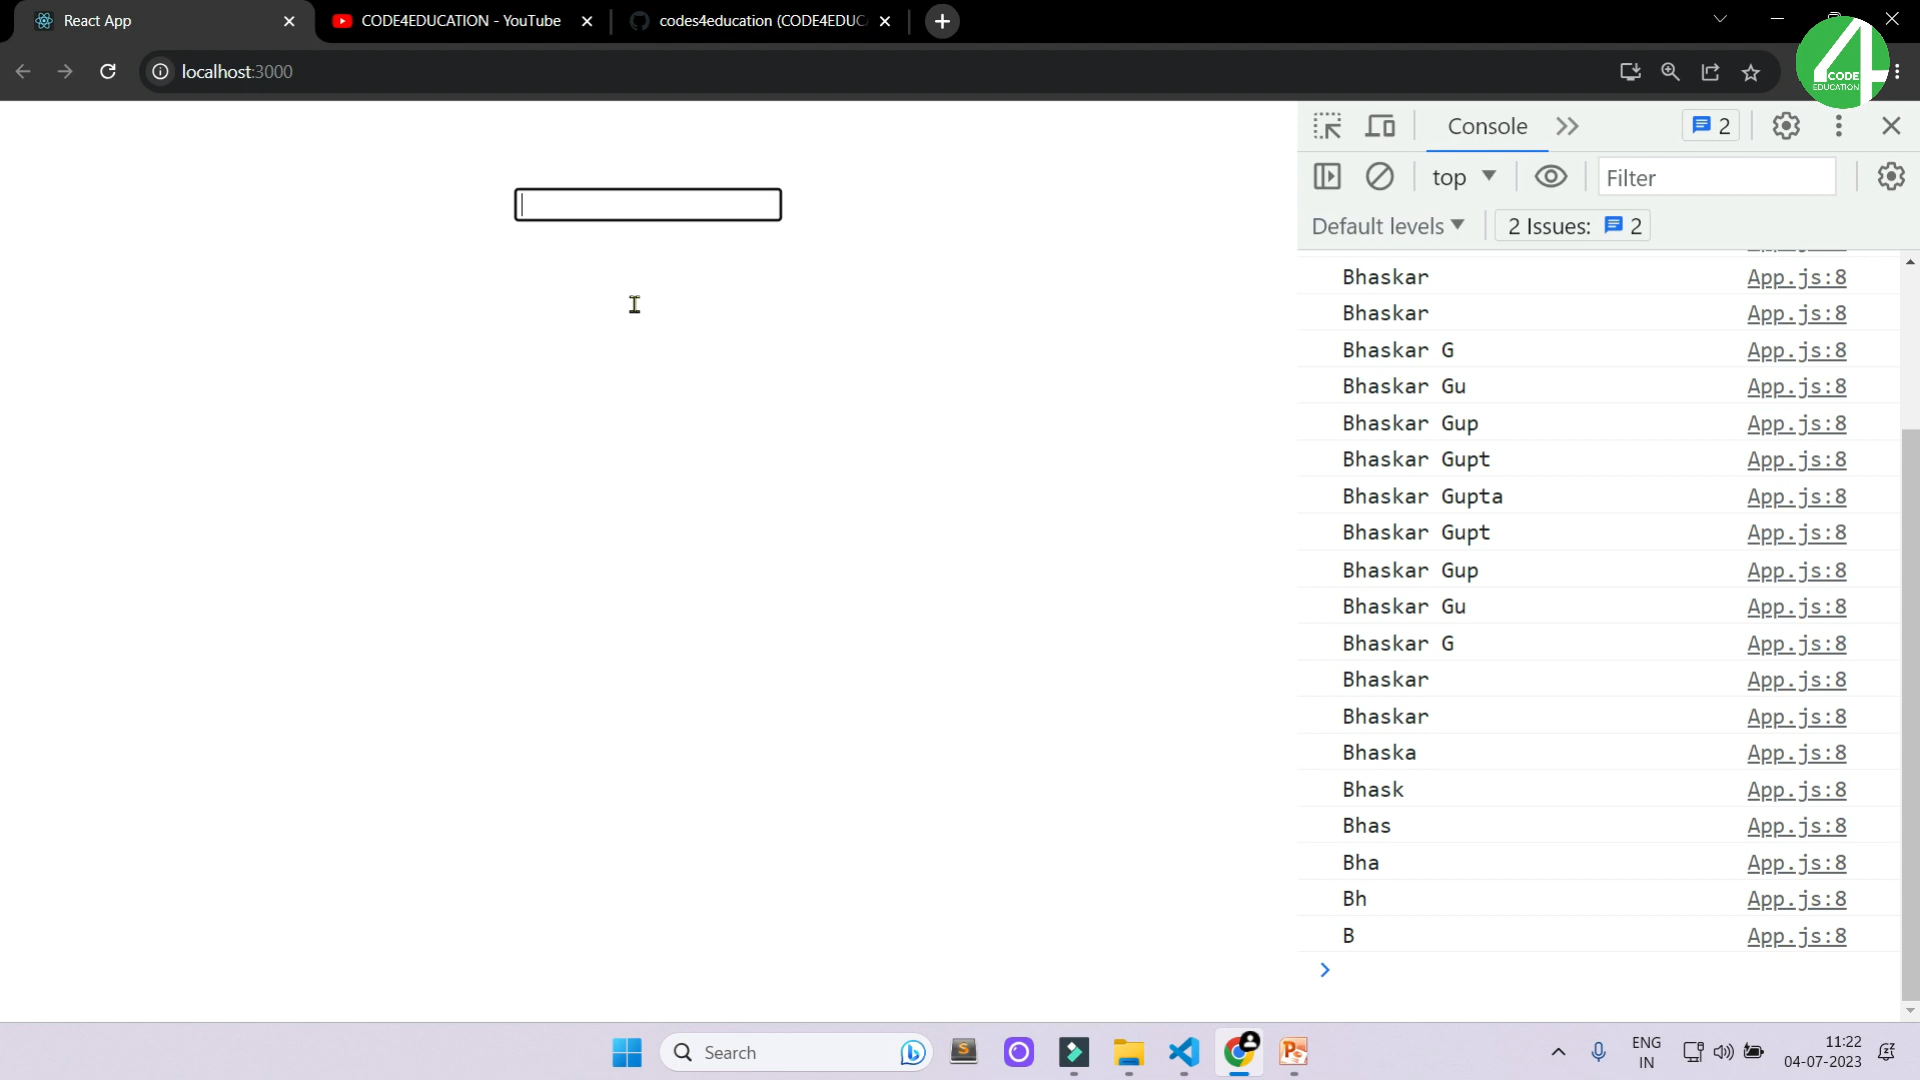 React App
CODE4EDUCATION - YouTube
codes4education (CODE4EDUC
localhost:3000
4
CODE
EDUCATION
Console
2
top
Filter
Default levels
2 Issues:
2
Bhaskar App.js:8
Bhaskar App.js:8
Bhaskar G App.js:8
Bhaskar Gu App.js:8
Bhaskar Gup App.js:8
Bhaskar Gupt App.js:8
Bhaskar Gupta App.js:8
Bhaskar Gupt App.js:8
Bhaskar Gup App.js:8
Bhaskar Gu App.js:8
Bhaskar G App.js:8
Bhaskar App.js:8
Bhaskar App.js:8
Bhaska App.js:8
Bhask App.js:8
Bhas App.js:8
Bha App.js:8
Bh App.js:8
B App.js:8
Search
ENG
IN
11:22
04-07-2023